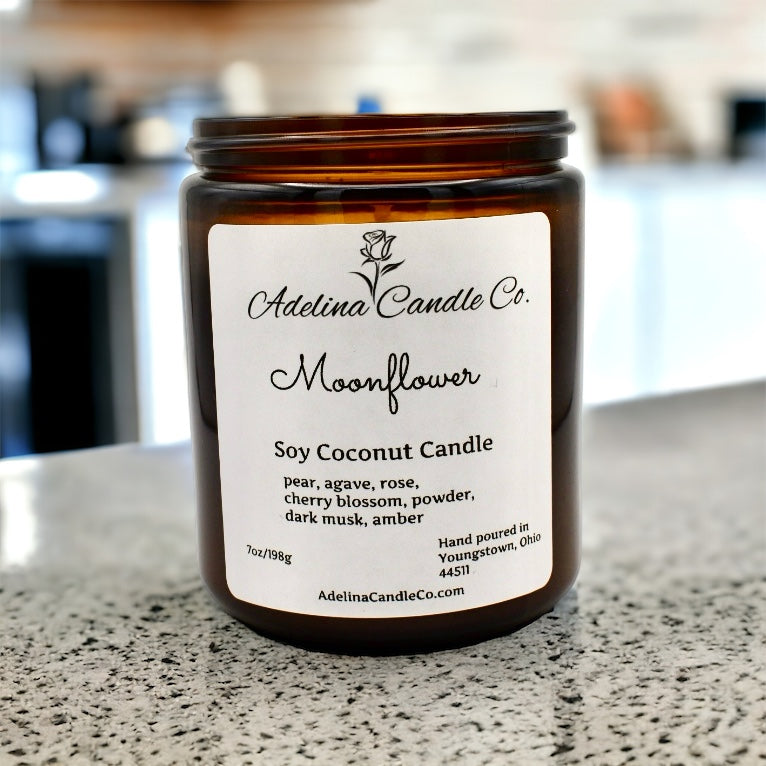 Adelina Candle Co.
Moonflower
Soy Coconut Candle
pear, agave, rose,
cherry blossom, powder,
dark musk, amber
7oz/198g
Hand poured in
Youngstown, Ohio
44511
AdelinaCandleCo.com